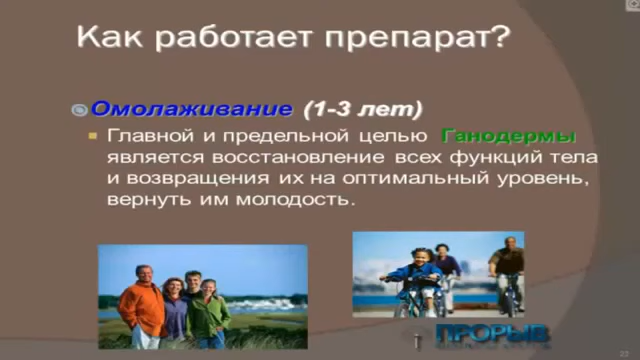 Как работает препарат?
Омолаживание (1-3 лет)
Главной и предельной целью Ганодермы
является восстановление всех функций тела
и возвращения их на оптимальный уровень,
вернуть им молодость.
ПРОРЫВ